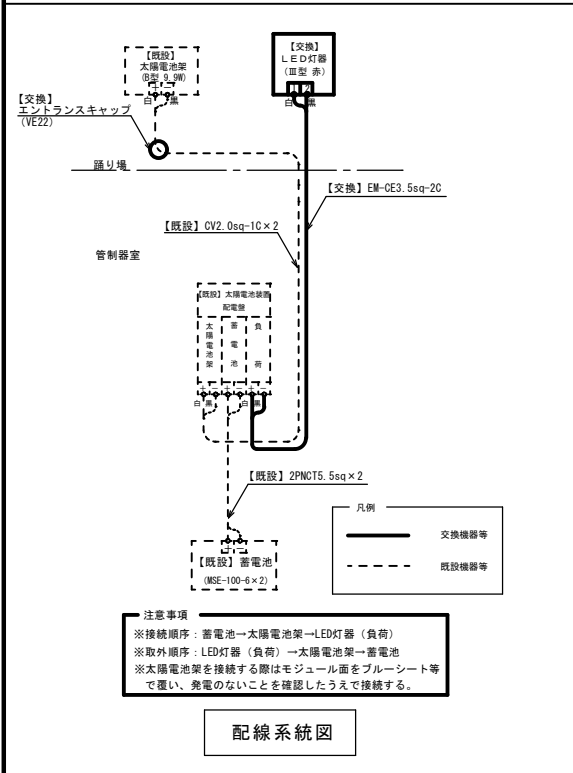 【既設】
太陽電池架
(B型 9.9W)
＋ －
白 黒
【交換】
ＬＥＤ灯器
(Ⅲ型 赤)
白 黒
【交換】
エントランスキャップ
(VE22)
踊り場
【交換】EM-CE3.5sq-2C
【既設】CV2.0sq-1C×2
管制器室
【既設】太陽電池装置
配電盤
太陽電池架
蓄電池
負荷
＋ － ＋ － ＋ －
白 黒 白 黒
【既設】2PNCT5.5sq×2
＋ －
【既設】蓄電池
(MSE-100-6×2)
凡例
交換機器等
既設機器等
注意事項
※接続順序：蓄電池→太陽電池架→LED灯器（負荷）
※取外順序：LED灯器（負荷）→太陽電池架→蓄電池
※太陽電池架を接続する際はモジュール面をブルーシート等
で覆い、発電のないことを確認したうえで接続する。
配線系統図